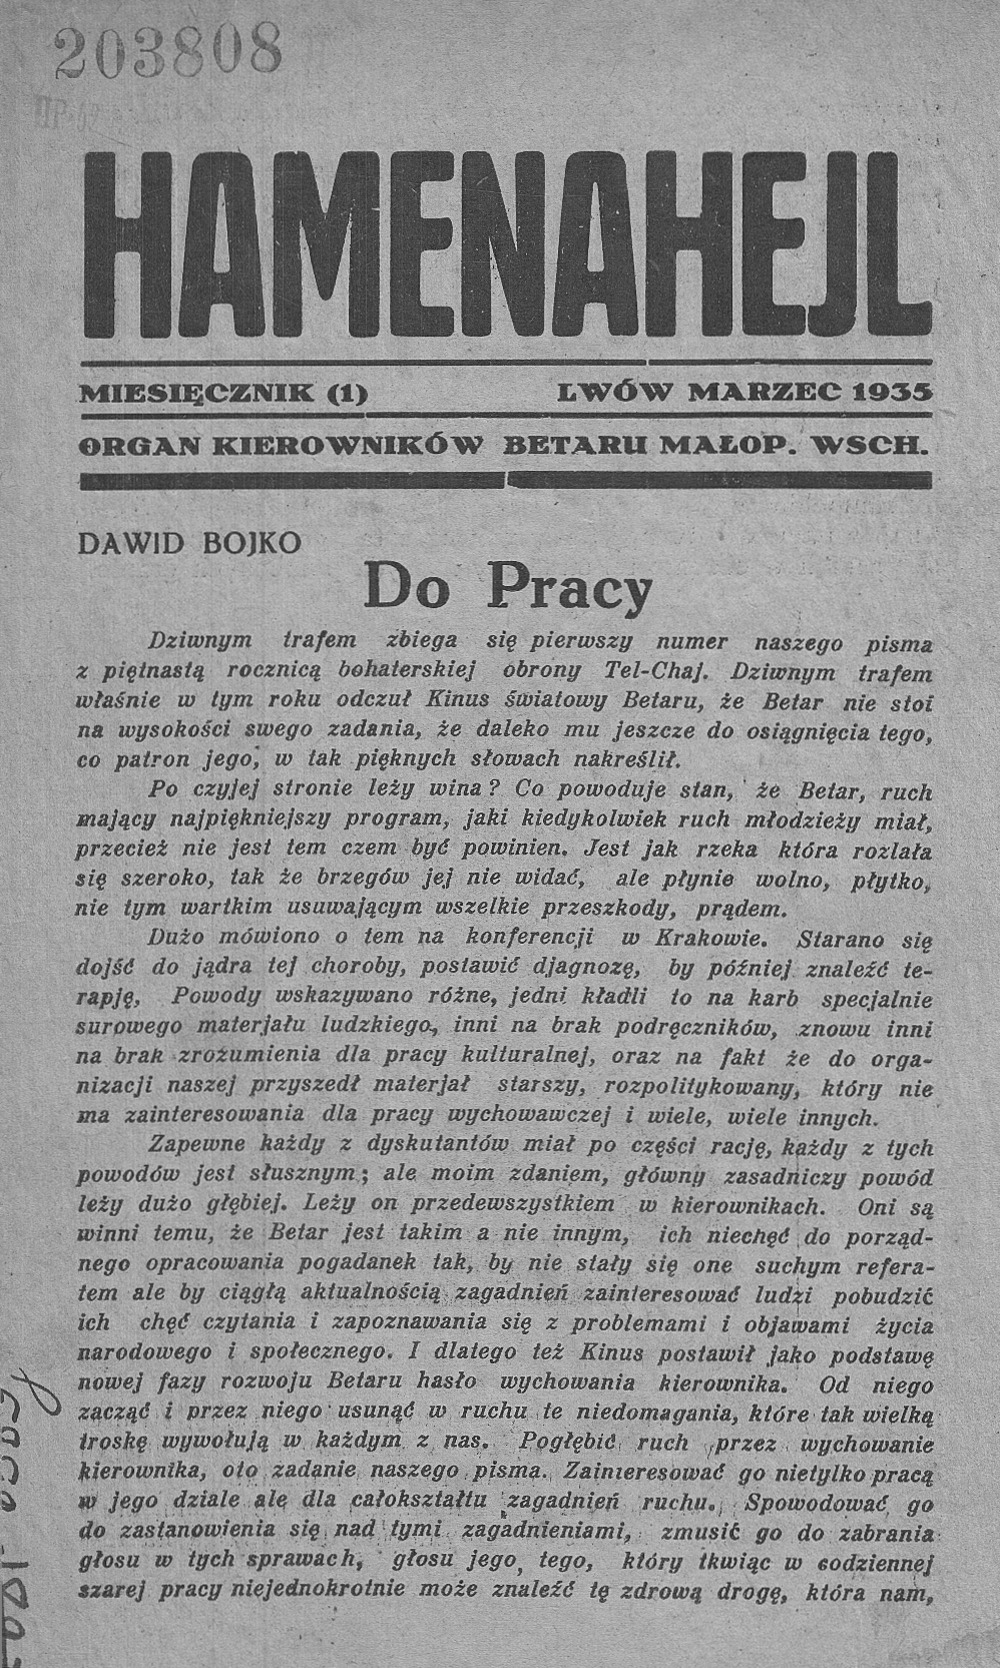 203808
HAMENAHEJL
MIESIĘCZNIK (1) LWÓW MARZEC 1935
ORGAN KIEROWNIKÓW BETARU MAŁOP. WSCH.
DAWID BOJKO
Do Pracy
Dziwnym trafem zbiega się pierwszy numer naszego pisma
z piętnastą rocznicą bohaterskiej obrony Tel-Chaj. Dziwnym trafem
właśnie w tym roku odczuł Kinus światowy Betaru, że Betar nie stoi
na wysokości swego zadania, że daleko mu jeszcze do osiągnięcia tego,
co patron jego, w tak pięknych słowach nakreślił.
Po czyjej stronie leży wina? Co powoduje stan, że Betar, ruch
mający najpiękniejszy program, jaki kiedykolwiek ruch młodzieży miał,
przecież nie jest tem czem być powinien. Jest jak rzeka która rozlała
się szeroko, tak że brzegów jej nie widać, ale płynie wolno, płytko,
nie tym wartkim usuwającym wszelkie przeszkody, prądem.
Dużo mówiono o tem na konferencji w Krakowie. Starano się
dojść do jądra tej choroby, postawić djagnozę, by później znaleźć te-
rapję, Powody wskazywano różne, jedni kładli to na karb specjalnie
surowego materjału ludzkiego, inni na brak podręczników, znowu inni
na brak zrozumienia dla pracy kulturalnej, oraz na fakt że do orga-
nizacji naszej przyszedł materjał starszy, rozpolitykowany, który nie
ma zainteresowania dla pracy wychowawczej i wiele, wiele innych.
Zapewne każdy z dyskutantów miał po części rację, każdy z tych
powodów jest słusznym; ale moim zdaniem, główny zasadniczy powód
leży dużo głębiej. Leży on przedewszystkiem w kierownikach. Oni są
winni temu, że Betar jest takim a nie innym, ich niechęć do porząd-
nego opracowania pogadanek tak, by nie stały się one suchym refera-
tem ale by ciągłą aktualnością zagadnień zainteresować ludzi pobudzić
ich chęć czytania i zapoznawania się z problemami i objawami życia
narodowego i społecznego. I dlatego też Kinus postawił jako podstawę
nowej fazy rozwoju Betaru hasło wychowania kierownika. Od niego
zacząć i przez niego usunąć w ruchu te niedomagania, które tak wielką
troskę wywołują w każdym z nas. Pogłębić ruch przez wychowanie
kierownika, oto zadanie naszego pisma. Zainteresować go nietylko pracą
w jego dziale ale dla całokształtu zagadnień ruchu. Spowodować go
do zastanowienia się nad tymi zagadnieniami, zmusić go do zabrania
głosu w tych sprawach, głosu jego, tego, który tkwiąc w codziennej
szarej pracy niejednokrotnie może znaleźć tę zdrową drogę, która nam,